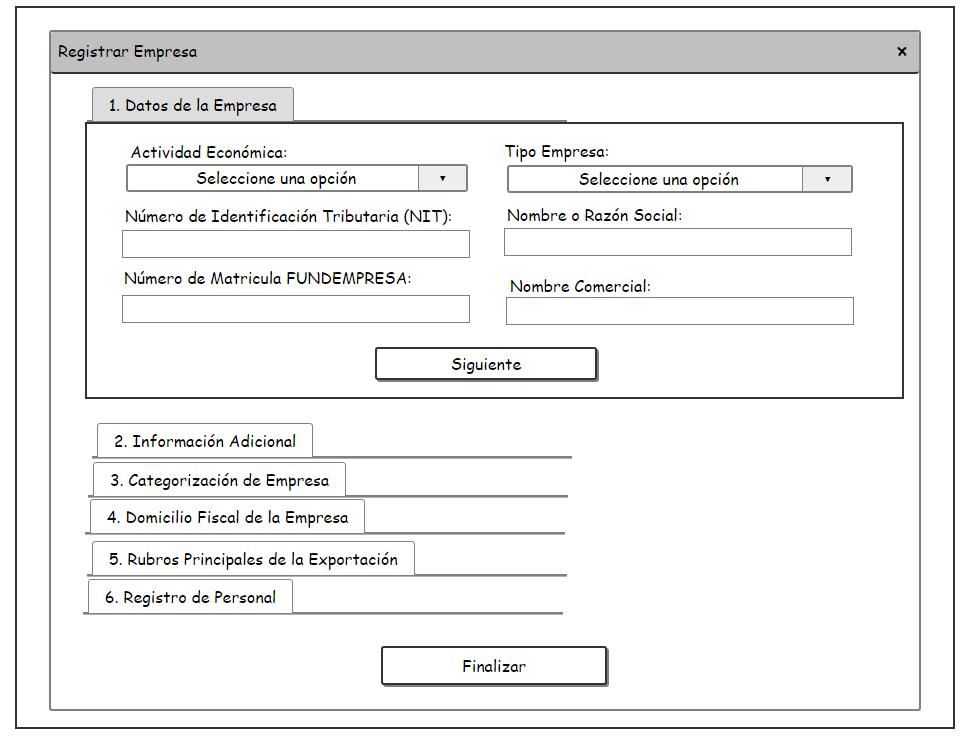 Registrar Empresa ×
1. Datos de la Empresa
Actividad Económica: Tipo Empresa:
Seleccione una opción ▼ Seleccione una opción ▼
Número de Identificación Tributaria (NIT): Nombre o Razón Social:
Número de Matricula FUNDEMPRESA: Nombre Comercial:
Siguiente
2. Información Adicional
3. Categorización de Empresa
4. Domicilio Fiscal de la Empresa
5. Rubros Principales de la Exportación
6. Registro de Personal
Finalizar